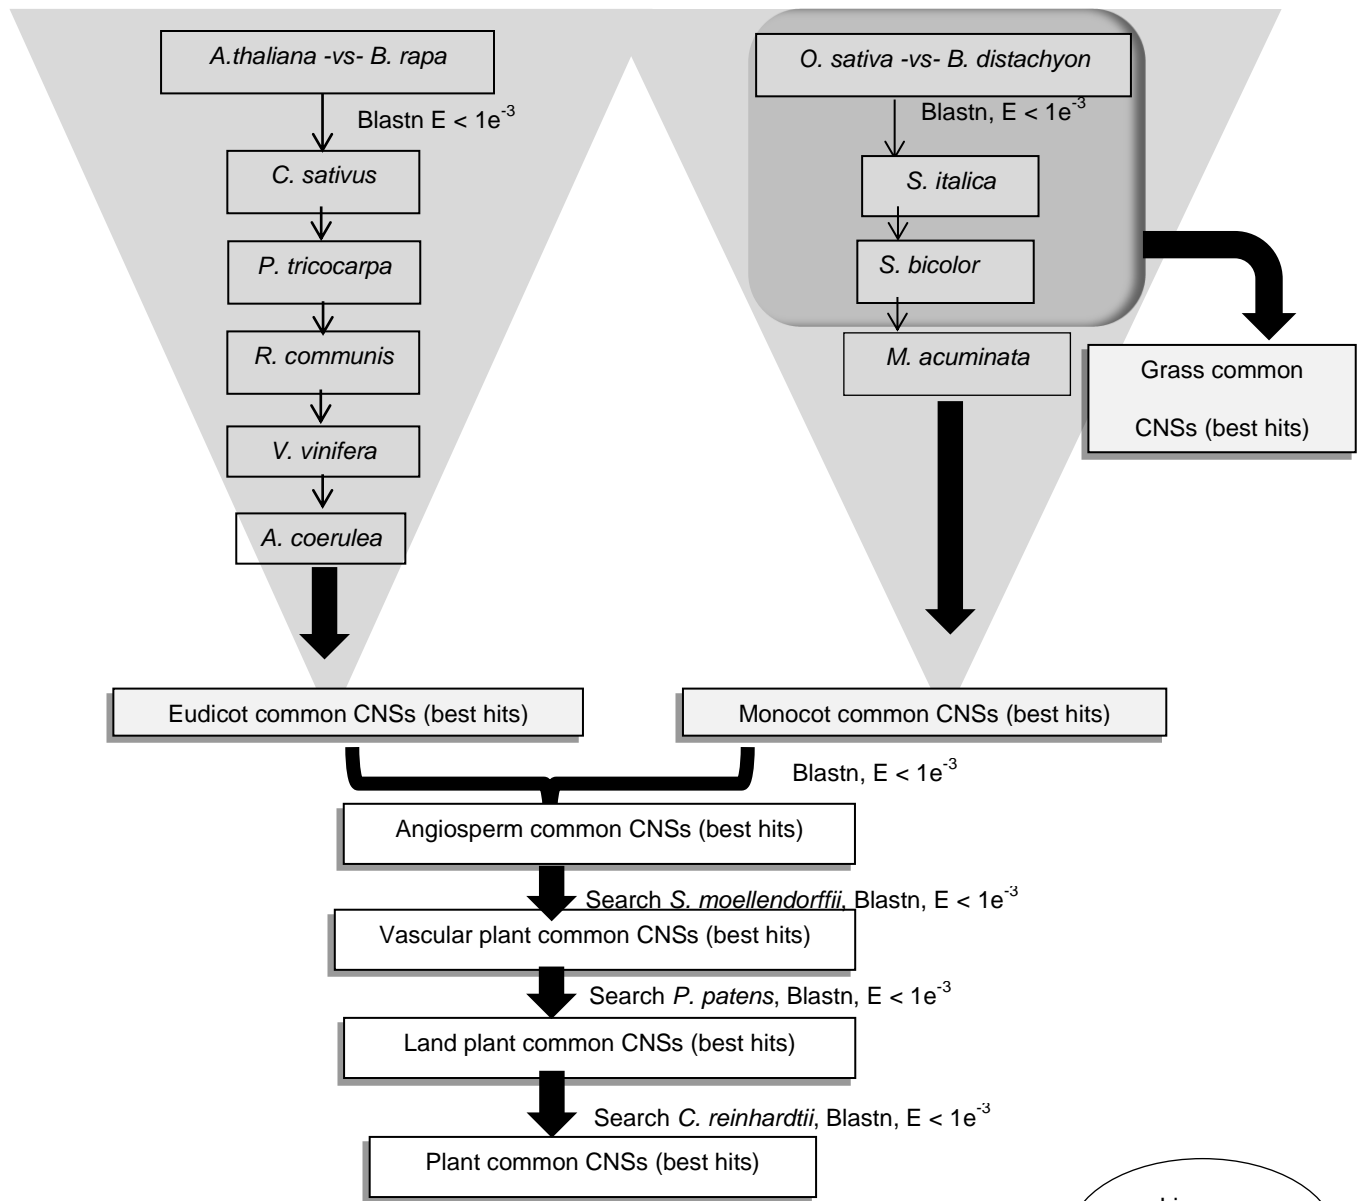 A.thaliana -vs- B. rapa
Blastn E < 1e-3
C. sativus
P. tricocarpa
R. communis
V. vinifera
A. coerulea
O. sativa -vs- B. distachyon
Blastn, E < 1e-3
S. italica
S. bicolor
M. acuminata
Grass common
CNSs (best hits)
Eudicot common CNSs (best hits)
Monocot common CNSs (best hits)
Blastn, E < 1e-3
Angiosperm common CNSs (best hits)
Search S. moellendorffii, Blastn, E < 1e-3
Vascular plant common CNSs (best hits)
Search P. patens, Blastn, E < 1e-3
Land plant common CNSs (best hits)
Search C. reinhardtii, Blastn, E < 1e-3
Plant common CNSs (best hits)